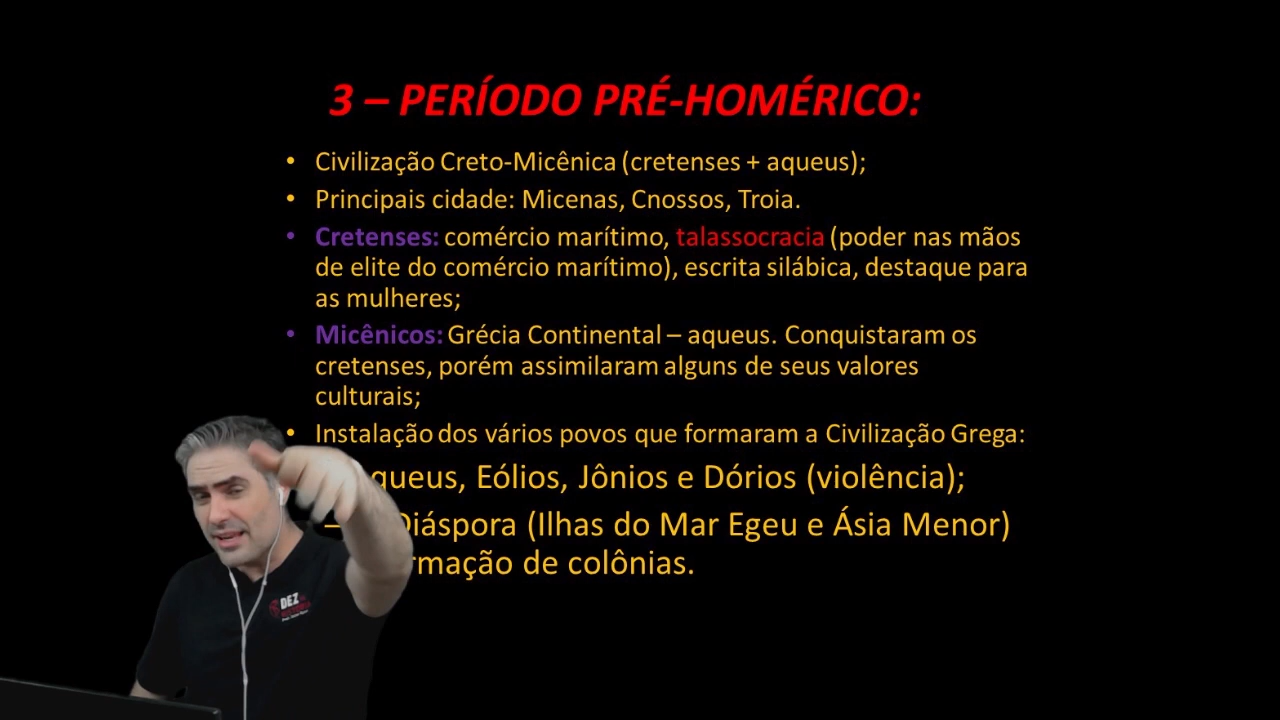 3 – PERÍODO PRÉ-HOMÉRICO:
• Civilização Creto-Micênica (cretenses + aqueus);
• Principais cidade: Micenas, Cnossos, Troia.
• Cretenses: comércio marítimo, talassocracia (poder nas mãos
de elite do comércio marítimo), escrita silábica, destaque para
as mulheres;
• Micênicos: Grécia Continental – aqueus. Conquistaram os
cretenses, porém assimilaram alguns de seus valores
culturais;
• Instalação dos vários povos que formaram a Civilização Grega:
Eólios, Jônios e Dórios (violência);
– Diáspora (Ilhas do Mar Egeu e Ásia Menor)
de colônias.
DEZ